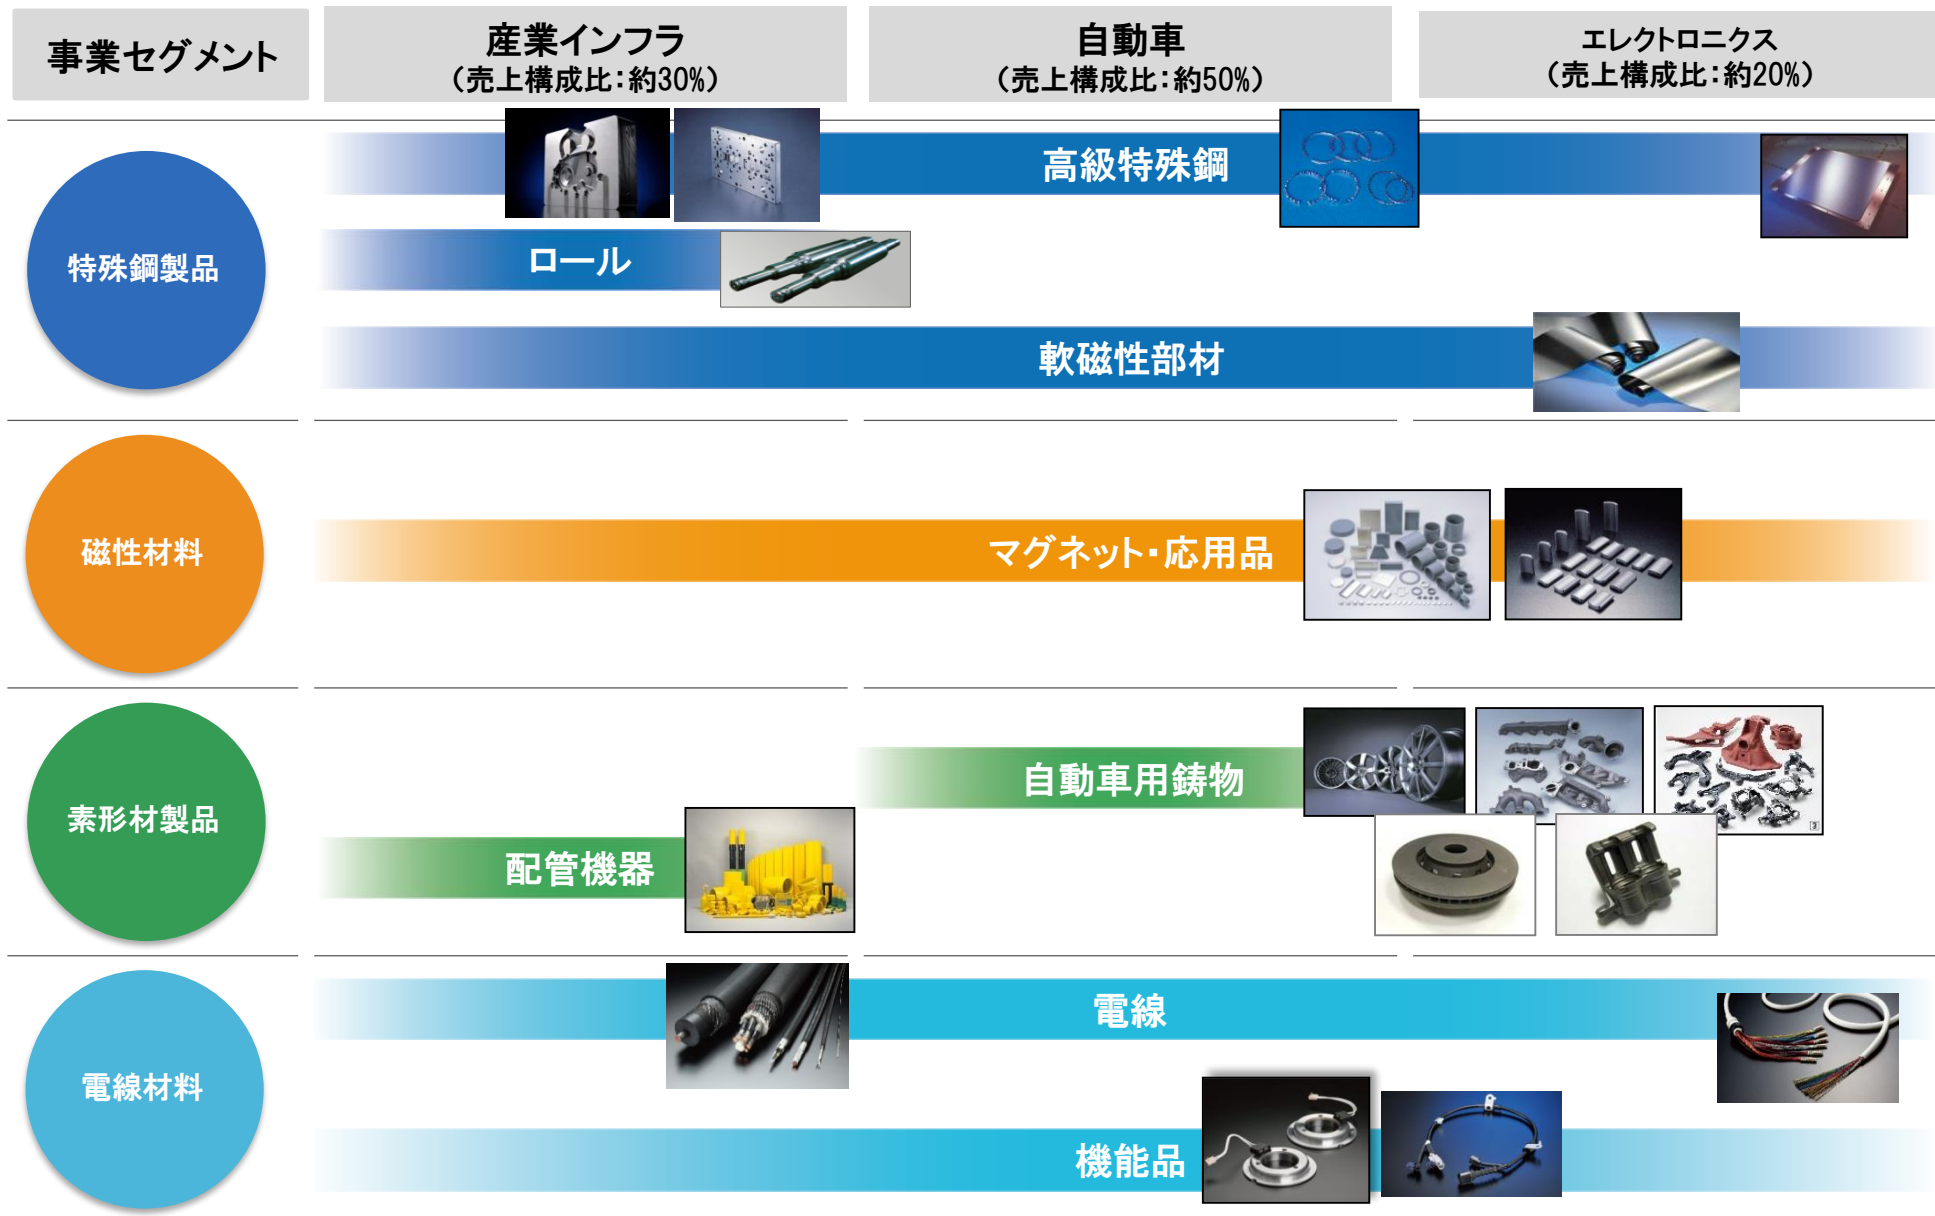 事業セグメント
産業インフラ
（売上構成比：約30%）
自動車
（売上構成比：約50%）
エレクトロニクス
（売上構成比：約20%）
特殊鋼製品
高級特殊鋼
ロール
軟磁性部材
磁性材料
マグネット・応用品
素形材製品
自動車用鋳物
配管機器
電線材料
電線
機能品